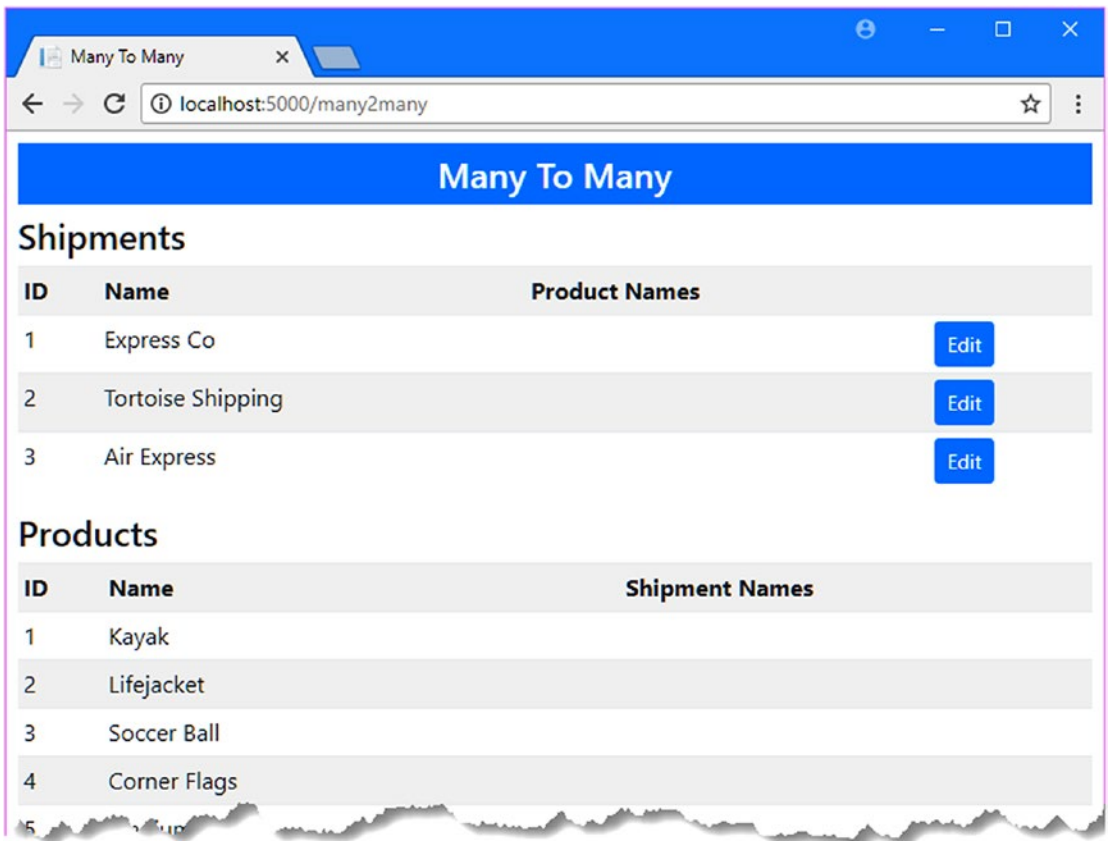 Many To Many
localhost:5000/many2many
Many To Many
Shipments
ID Name Product Names
1 Express Co Edit
2 Tortoise Shipping Edit
3 Air Express Edit
Products
ID Name Shipment Names
1 Kayak
2 Lifejacket
3 Soccer Ball
4 Corner Flags
5